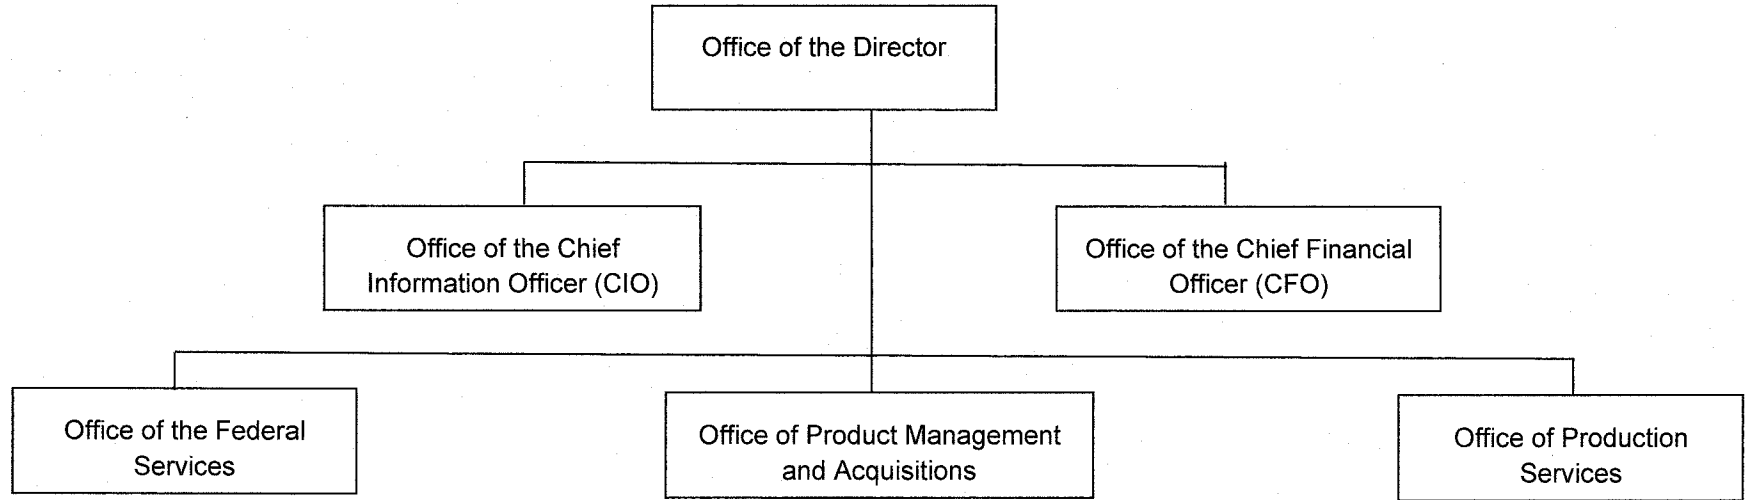 Office of the Director
Office of the Chief
Information Officer (CIO)
Office of the Chief Financial
Officer (CFO)
Office of the Federal
Services
Office of Product Management
and Acquisitions
Office of Production
Services